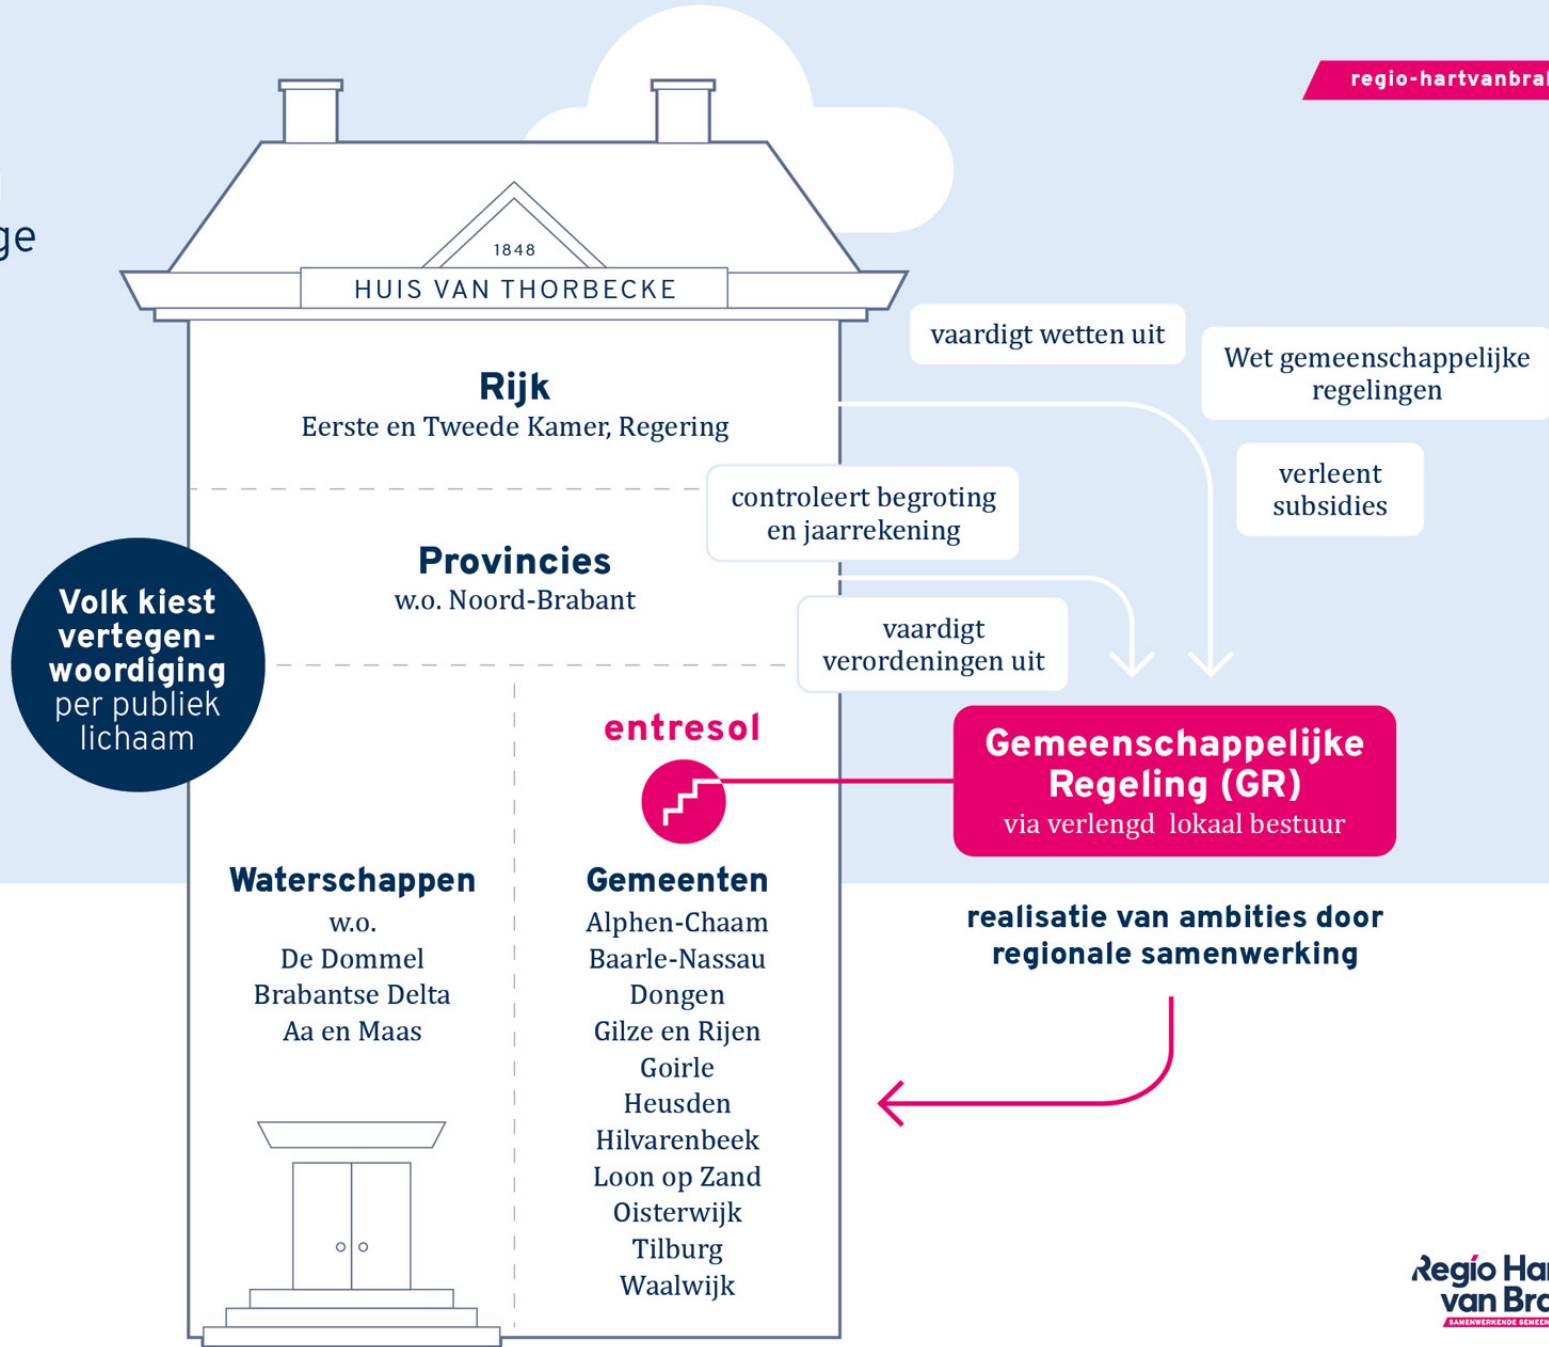 regio-hartvanbra
ge
1848
HUIS VAN THORBECKE
Rijk
Eerste en Tweede Kamer, Regering
vaardigt wetten uit
Wet gemeenschappelijke
regelingen
verleent
subsidies
controleert begroting
en jaarrekening
Provincies
w.o. Noord-Brabant
vaardigt
verordeningen uit
Volk kiest
vertegen-
woordiging
per publiek
lichaam
entresol
Gemeenschappelijke
Regeling (GR)
via verlengd lokaal bestuur
realisatie van ambities door
regionale samenwerking
Waterschappen
w.o.
De Dommel
Brabantse Delta
Aa en Maas
Gemeenten
Alphen-Chaam
Baarle-Nassau
Dongen
Gilze en Rijen
Goirle
Heusden
Hilvarenbeek
Loon op Zand
Oisterwijk
Tilburg
Waalwijk
Regio Har
van Bra
SAMENWERKENDE GEMEEN